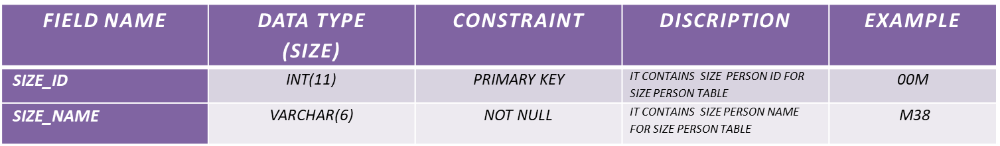 FIELD NAME DATA TYPE (SIZE) CONSTRAINT DISCRIPTION EXAMPLE
SIZE_ID INT(11) PRIMARY KEY IT CONTAINS SIZE PERSON ID FOR SIZE PERSON TABLE 00M
SIZE_NAME VARCHAR(6) NOT NULL IT CONTAINS SIZE PERSON NAME FOR SIZE PERSON TABLE M38